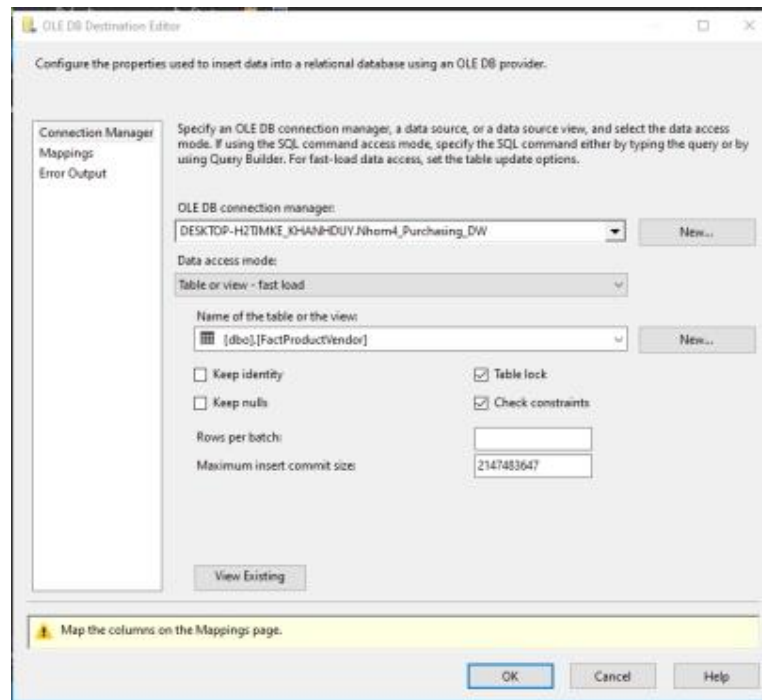 OLE DB Destination Editor
Configure the properties used to insert data into a relational database using an OLE DB provider.
Connection Manager
Mappings
Error Output
Specify an OLE DB connection manager, a data source, or a data source view, and select the data access
mode. If using the SQL command access mode, specify the SQL command either by typing the query or by
using Query Builder. For fast-load data access, set the table update options.
OLE DB connection manager:
DESKTOP-H2TIMKE_KHANHDUY.Nhom4_Purchasing_DW
New...
Data access mode:
Table or view - fast load
Name of the table or the view:
[dbo].[FactProductVendor]
New...
Keep identity
Table lock
Keep nulls
Check constraints
Rows per batch:
Maximum insert commit size:
2147483647
View Existing
Map the columns on the Mappings page.
OK
Cancel
Help